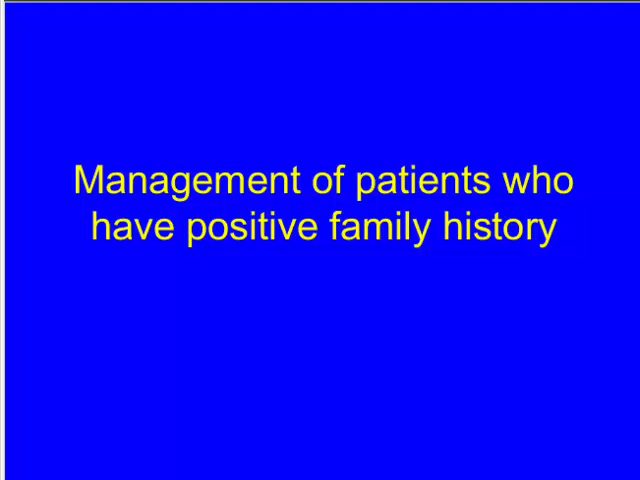 Management of patients who
have positive family history